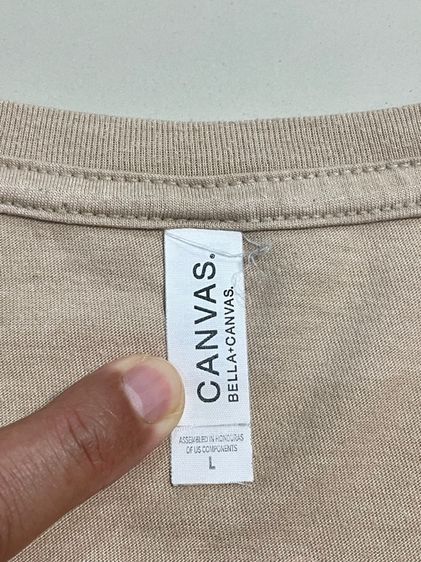 CANVAS.
BELLA+CANVAS.
ASSEMBLED IN HONDURAS
OF US COMPONENTS
L